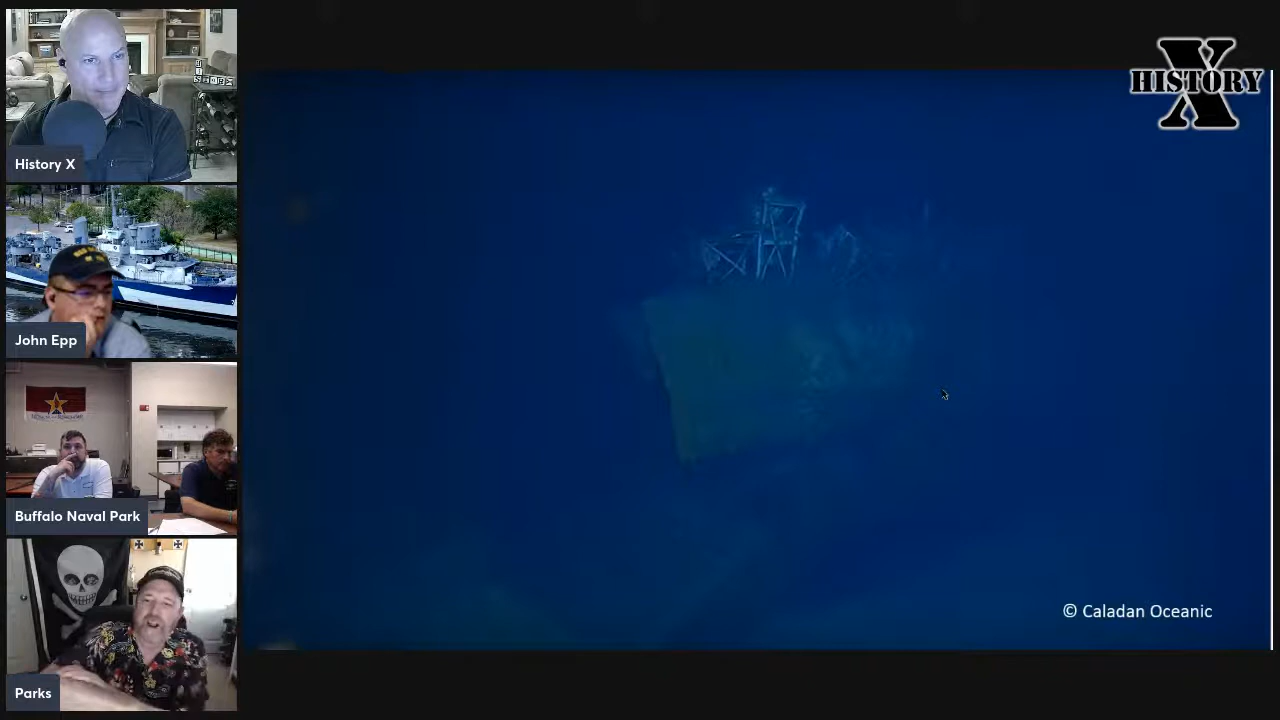 HISTORY
X
History X
John Epp
Buffalo Naval Park
Parks
© Caladan Oceanic